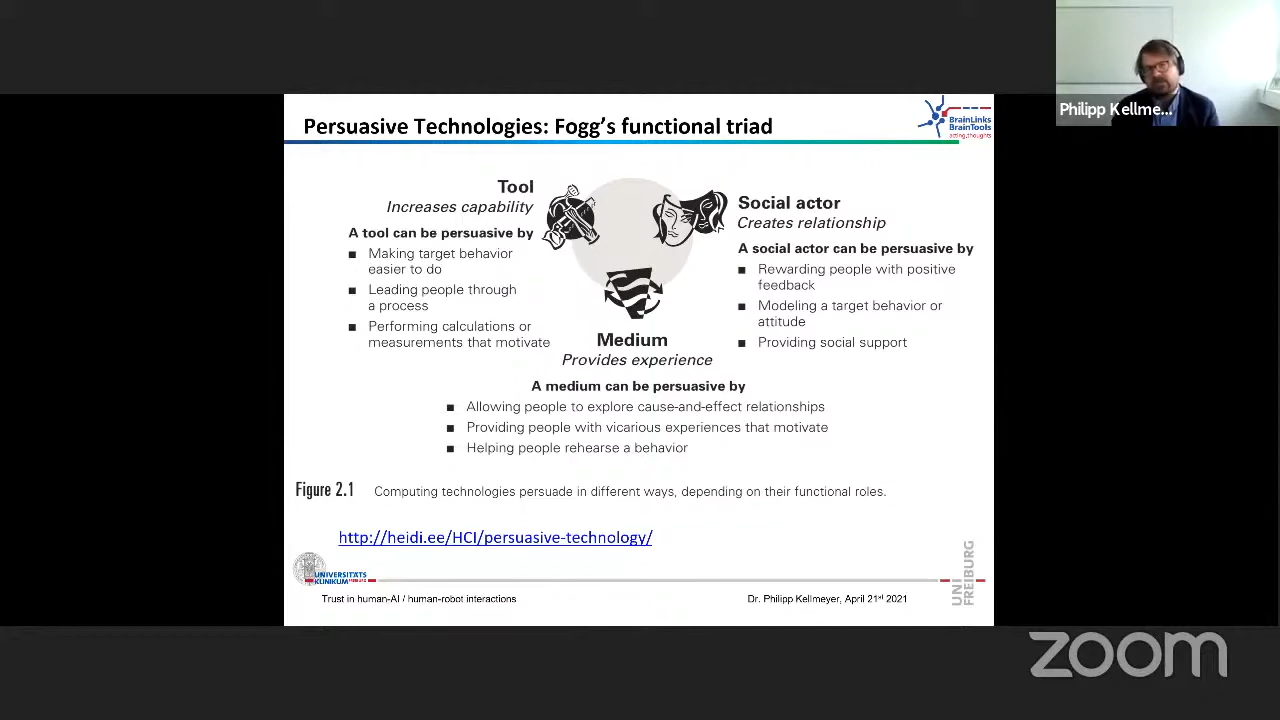 Philipp Kellme...
Persuasive Technologies: Fogg's functional triad
BrainLinks
BrainTools
acting, thoughts
Tool
Increases capability
A tool can be persuasive by
■ Making target behavior
easier to do
■ Leading people through
a process
■ Performing calculations or
measurements that motivate
Social actor
Creates relationship
A social actor can be persuasive by
■ Rewarding people with positive
feedback
■ Modeling a target behavior or
attitude
■ Providing social support
Medium
Provides experience
A medium can be persuasive by
■ Allowing people to explore cause-and-effect relationships
■ Providing people with vicarious experiences that motivate
■ Helping people rehearse a behavior
Figure 2.1 Computing technologies persuade in different ways, depending on their functional roles.
http://heidi.ee/HCI/persuasive-technology/
UNIVERSITÄTS
KLINIKUM FREIBURG
Trust in human-AI / human-robot interactions
Dr. Philipp Kellmeyer, April 21st 2021
UNI
FREIBURG
zoom